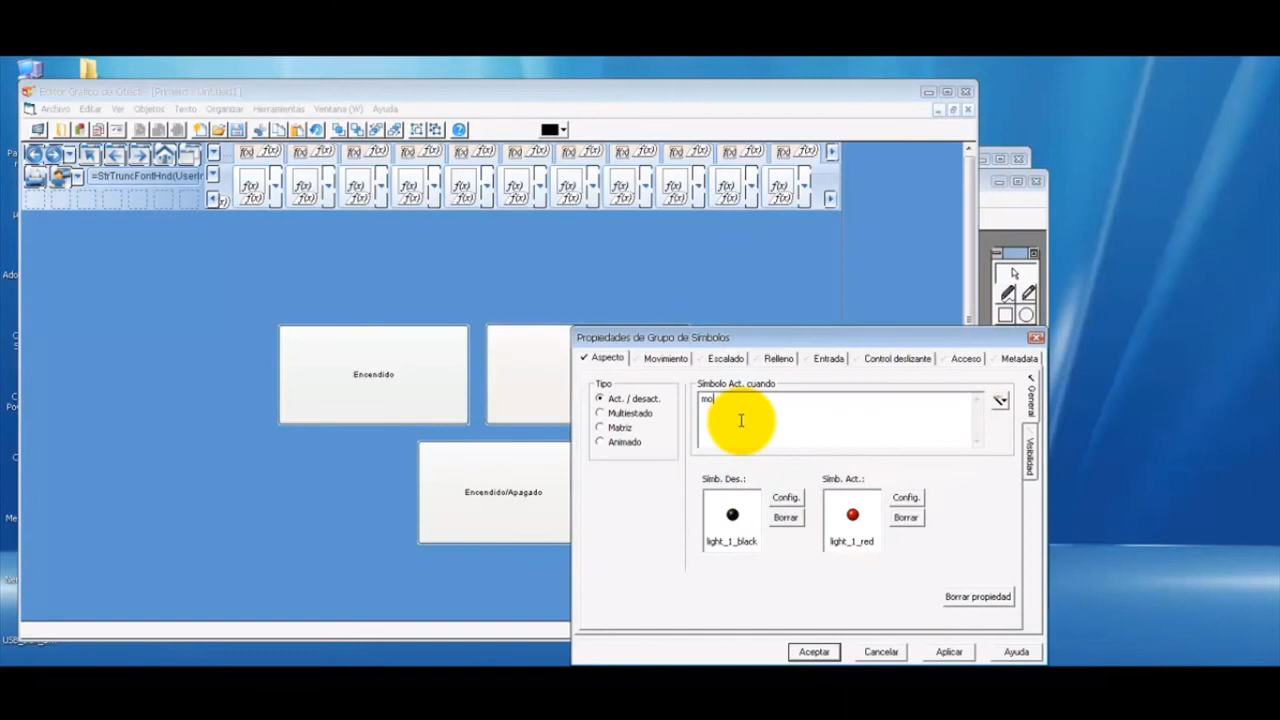 Editor Gráfico de Citect - [Primero - Untitled1]
Archivo Editar Ver Objetos Texto Organizar Herramientas Ventana (W) Ayuda
=StrTruncFontHnd(UserIn
Encendido
Encendido/Apagado
Propiedades de Grupo de Símbolos
Aspecto Movimiento Escalado Relleno Entrada Control deslizante Acceso Metadata
Tipo
Act. / desact.
Multiestado
Matriz
Animado
Símbolo Act. cuando
mo
General
Visibilidad
Simb. Des.:
Config.
Borrar
light_1_black
Simb. Act.:
Config.
Borrar
light_1_red
Borrar propiedad
Aceptar Cancelar Aplicar Ayuda